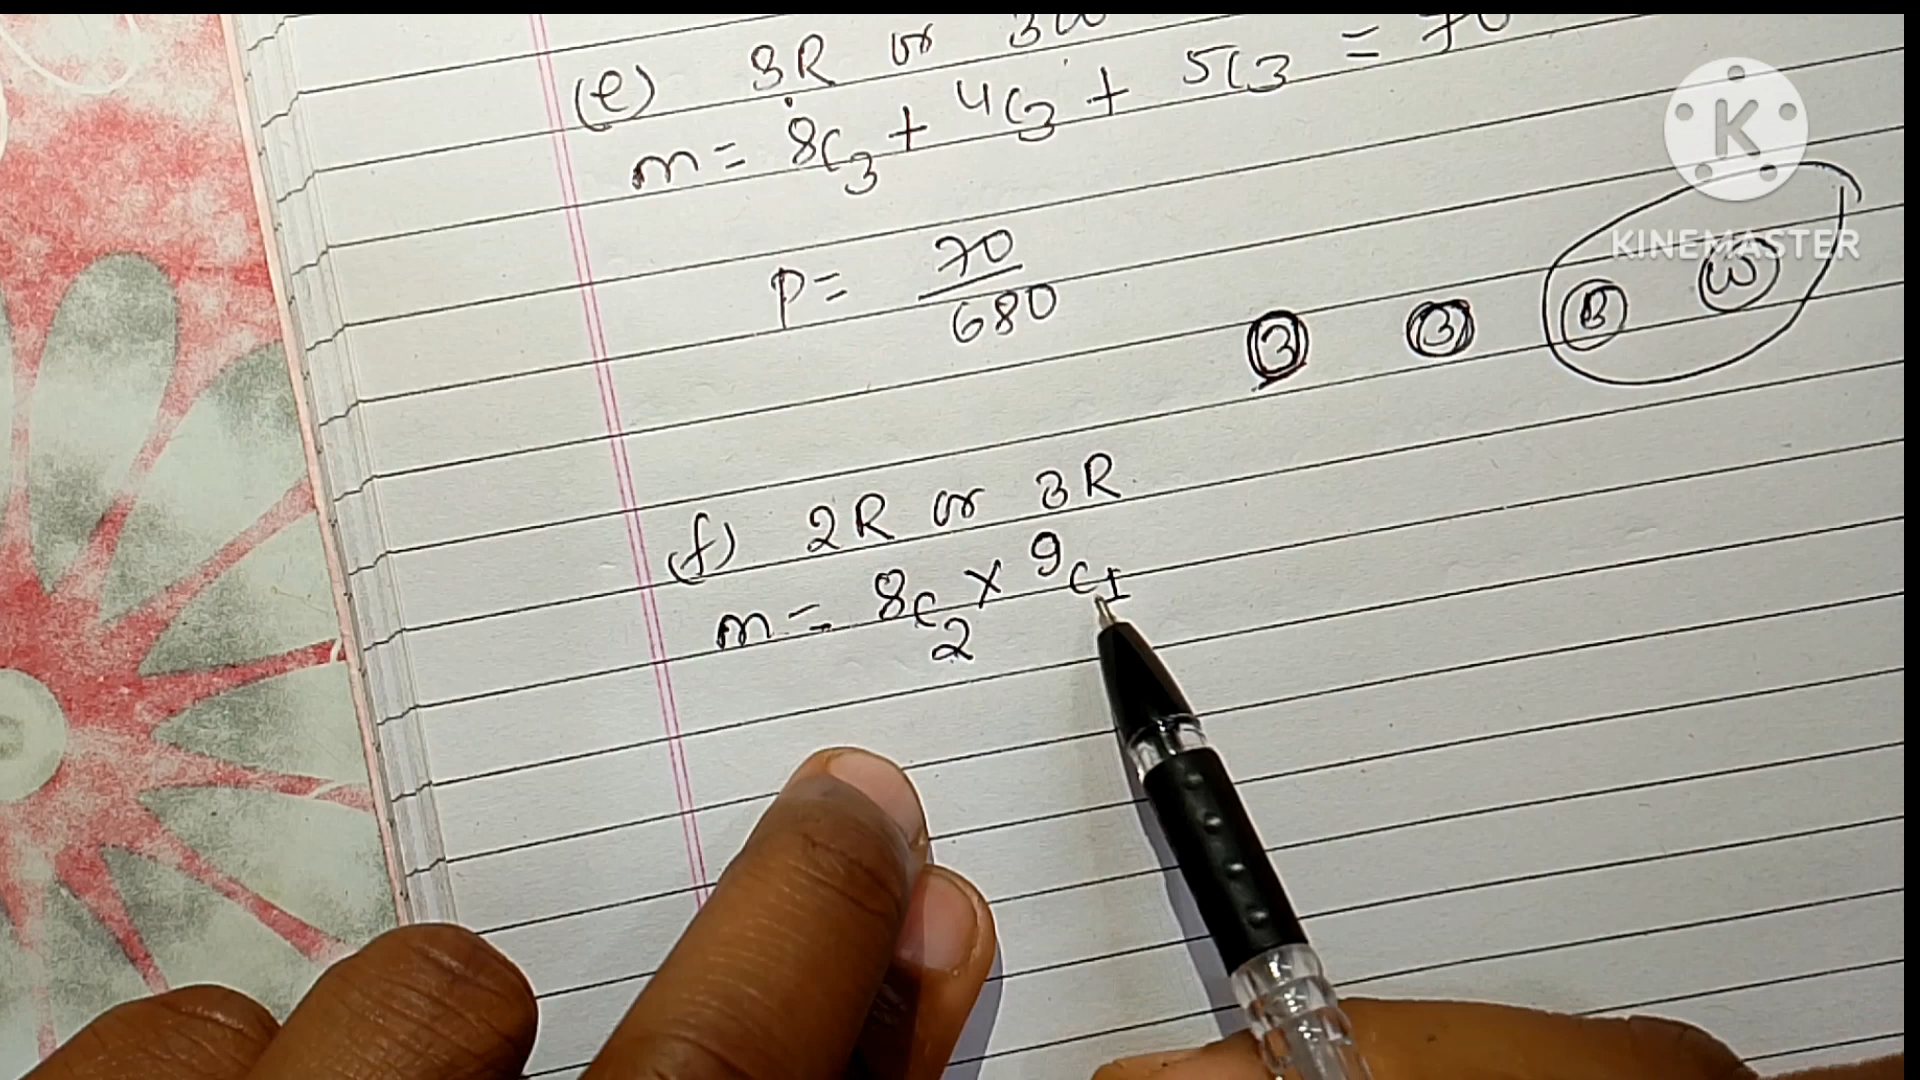 (e) 3R or 3W
m = 8C3 + 4C3 + 5C3 = 70
K
KINEMASTER
P = 70/680
3 3 B W
(f) 2R or 3R
m = 8C2 × 9C1